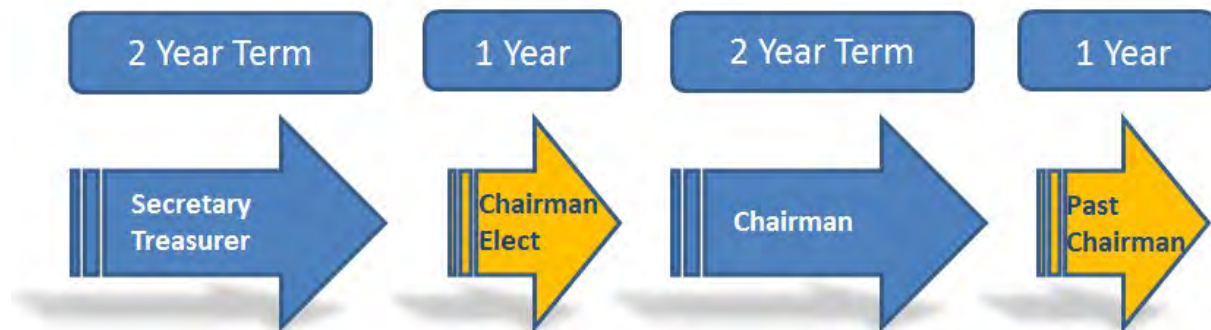 2 Year Term
1 Year
2 Year Term
1 Year
Secretary
Treasurer
Chairman
Elect
Chairman
Past
Chairman